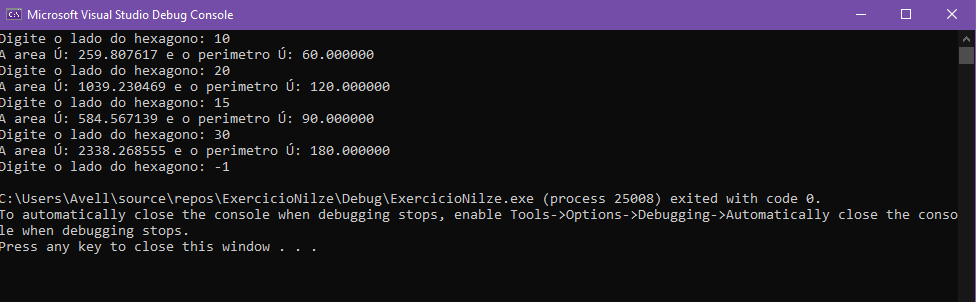 Microsoft Visual Studio Debug Console
Digite o lado do hexagono: 10
A area Ú: 259.807617 e o perimetro Ú: 60.000000
Digite o lado do hexagono: 20
A area Ú: 1039.230469 e o perimetro Ú: 120.000000
Digite o lado do hexagono: 15
A area Ú: 584.567139 e o perimetro Ú: 90.000000
Digite o lado do hexagono: 30
A area Ú: 2338.268555 e o perimetro Ú: 180.000000
Digite o lado do hexagono: -1
C:\Users\Avell\source\repos\ExercicioNilze\Debug\ExercicioNilze.exe (process 25008) exited with code 0.
To automatically close the console when debugging stops, enable Tools->Options->Debugging->Automatically close the conso
le when debugging stops.
Press any key to close this window . . .